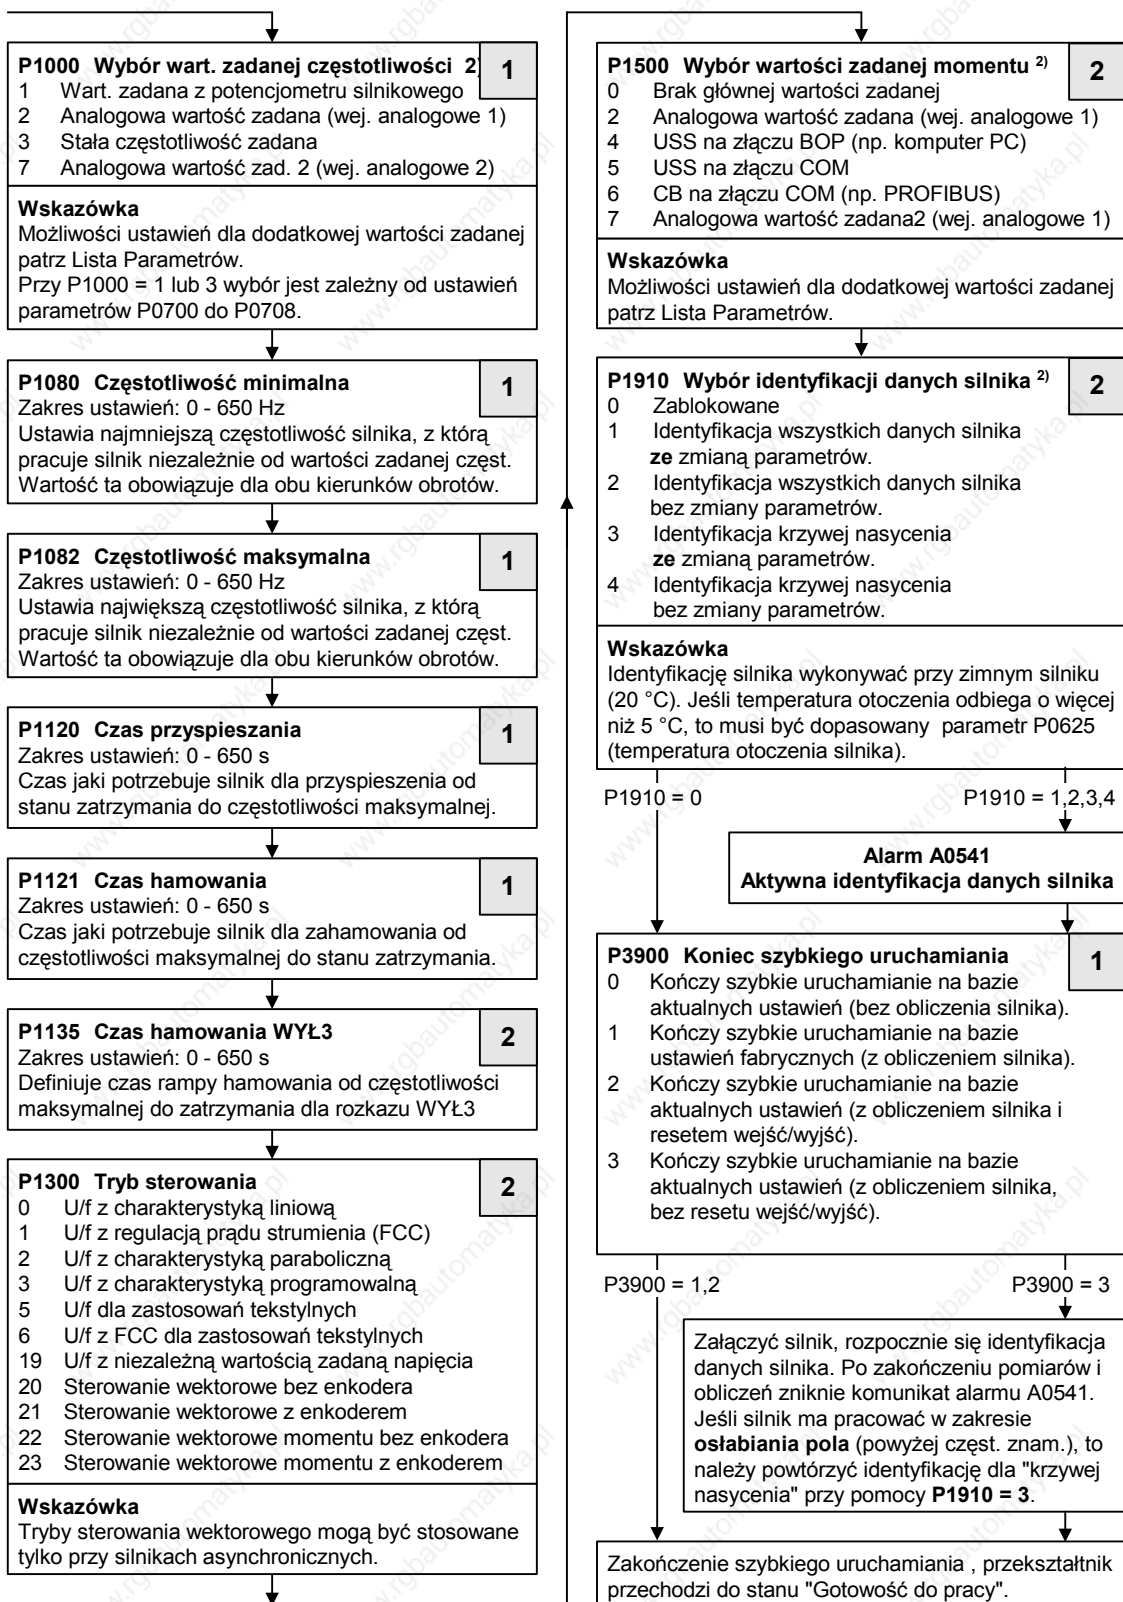 P1000 Wybór wart. zadanej częstotliwości 2)
1
1 Wart. zadana z potencjometru silnikowego
2 Analogowa wartość zadana (wej. analogowe 1)
3 Stała częstotliwość zadana
7 Analogowa wartość zad. 2 (wej. analogowe 2)
Wskazówka
Możliwości ustawień dla dodatkowej wartości zadanej
patrz Lista Parametrów.
Przy P1000 = 1 lub 3 wybór jest zależny od ustawień
parametrów P0700 do P0708.
P1080 Częstotliwość minimalna
1
Zakres ustawień: 0 - 650 Hz
Ustawia najmniejszą częstotliwość silnika, z którą
pracuje silnik niezależnie od wartości zadanej częst.
Wartość ta obowiązuje dla obu kierunków obrotów.
P1082 Częstotliwość maksymalna
1
Zakres ustawień: 0 - 650 Hz
Ustawia największą częstotliwość silnika, z którą
pracuje silnik niezależnie od wartości zadanej częst.
Wartość ta obowiązuje dla obu kierunków obrotów.
P1120 Czas przyspieszania
1
Zakres ustawień: 0 - 650 s
Czas jaki potrzebuje silnik dla przyspieszenia od
stanu zatrzymania do częstotliwości maksymalnej.
P1121 Czas hamowania
1
Zakres ustawień: 0 - 650 s
Czas jaki potrzebuje silnik dla zahamowania od
częstotliwości maksymalnej do stanu zatrzymania.
P1135 Czas hamowania WYŁ3
2
Zakres ustawień: 0 - 650 s
Definiuje czas rampy hamowania od częstotliwości
maksymalnej do zatrzymania dla rozkazu WYŁ3
P1300 Tryb sterowania
2
0 U/f z charakterystyką liniową
1 U/f z regulacją prądu strumienia (FCC)
2 U/f z charakterystyką paraboliczną
3 U/f z charakterystyką programowalną
5 U/f dla zastosowań tekstylnych
6 U/f z FCC dla zastosowań tekstylnych
19 U/f z niezależną wartością zadaną napięcia
20 Sterowanie wektorowe bez enkodera
21 Sterowanie wektorowe z enkoderem
22 Sterowanie wektorowe momentu bez enkodera
23 Sterowanie wektorowe momentu z enkoderem
Wskazówka
Tryby sterowania wektorowego mogą być stosowane
tylko przy silnikach asynchronicznych.
P1500 Wybór wartości zadanej momentu 2)
2
0 Brak głównej wartości zadanej
2 Analogowa wartość zadana (wej. analogowe 1)
4 USS na złączu BOP (np. komputer PC)
5 USS na złączu COM
6 CB na złączu COM (np. PROFIBUS)
7 Analogowa wartość zadana2 (wej. analogowe 1)
Wskazówka
Możliwości ustawień dla dodatkowej wartości zadanej
patrz Lista Parametrów.
P1910 Wybór identyfikacji danych silnika 2)
2
0 Zablokowane
1 Identyfikacja wszystkich danych silnika
ze zmianą parametrów.
2 Identyfikacja wszystkich danych silnika
bez zmiany parametrów.
3 Identyfikacja krzywej nasycenia
ze zmianą parametrów.
4 Identyfikacja krzywej nasycenia
bez zmiany parametrów.
Wskazówka
Identyfikację silnika wykonywać przy zimnym silniku
(20 °C). Jeśli temperatura otoczenia odbiega o więcej
niż 5 °C, to musi być dopasowany parametr P0625
(temperatura otoczenia silnika).
P1910 = 0
P1910 = 1,2,3,4
Alarm A0541
Aktywna identyfikacja danych silnika
P3900 Koniec szybkiego uruchamiania
1
0 Kończy szybkie uruchamianie na bazie
aktualnych ustawień (bez obliczenia silnika).
1 Kończy szybkie uruchamianie na bazie
ustawień fabrycznych (z obliczeniem silnika).
2 Kończy szybkie uruchamianie na bazie
aktualnych ustawień (z obliczeniem silnika i
resetem wejść/wyjść).
3 Kończy szybkie uruchamianie na bazie
aktualnych ustawień (z obliczeniem silnika,
bez resetu wejść/wyjść).
P3900 = 1,2
P3900 = 3
Załączyć silnik, rozpocznie się identyfikacja
danych silnika. Po zakończeniu pomiarów i
obliczeń zniknie komunikat alarmu A0541.
Jeśli silnik ma pracować w zakresie
osłabiania pola (powyżej częst. znam.), to
należy powtórzyć identyfikację dla "krzywej
nasycenia" przy pomocy P1910 = 3.
Zakończenie szybkiego uruchamiania , przekształtnik
przechodzi do stanu "Gotowość do pracy".
www.rgbautomatyka.pl